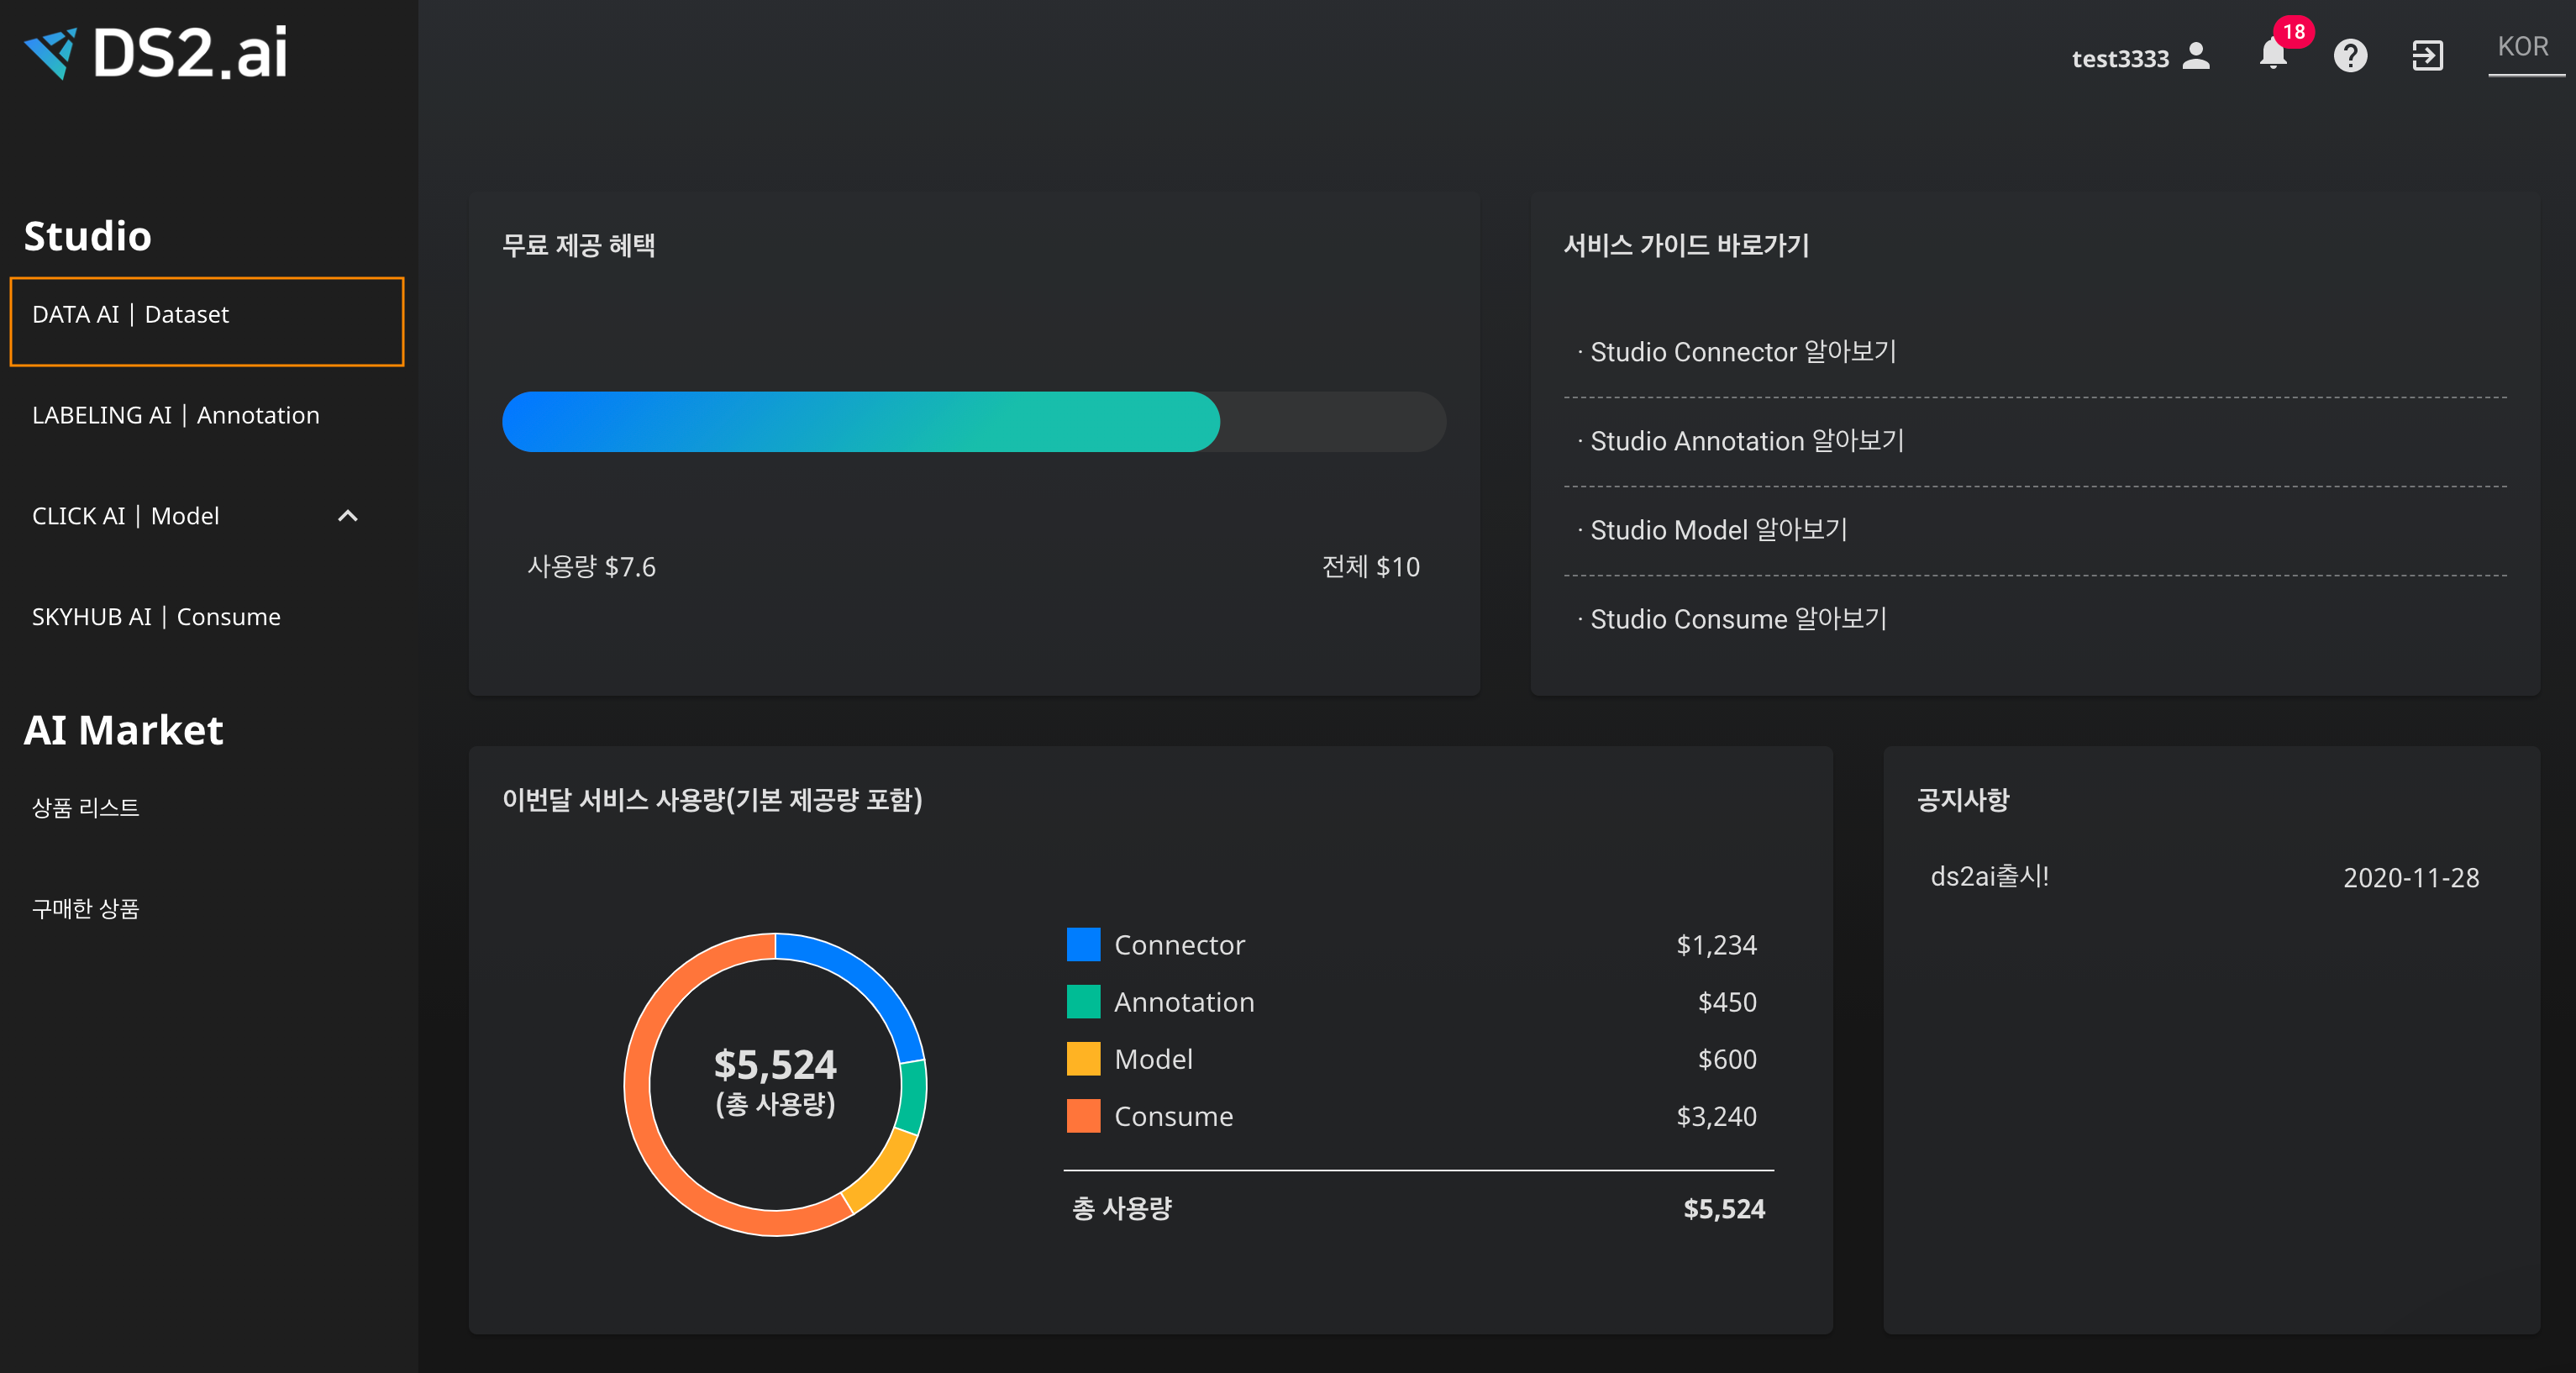 DS2.ai
test3333
18
KOR
Studio
DATA AI | Dataset
LABELING AI | Annotation
CLICK AI | Model
SKYHUB AI | Consume
AI Market
상품 리스트
구매한 상품
무료 제공 혜택
사용량 $7.6
전체 $10
서비스 가이드 바로가기
· Studio Connector 알아보기
· Studio Annotation 알아보기
· Studio Model 알아보기
· Studio Consume 알아보기
이번달 서비스 사용량(기본 제공량 포함)
$5,524
(총 사용량)
Connector $1,234
Annotation $450
Model $600
Consume $3,240
총 사용량 $5,524
공지사항
ds2ai출시! 2020-11-28